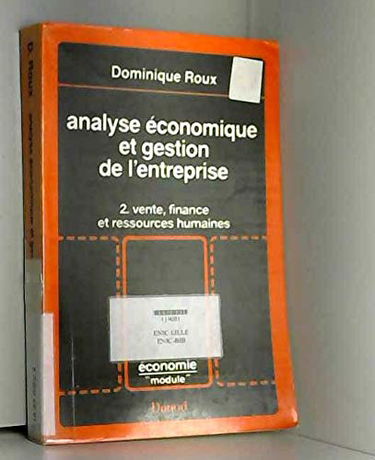 Dominique Roux
analyse économique
et gestion
de l'entreprise
2. vente, finance
et ressources humaines
ENIC LILLE
ENIC-BIB
économie
"module"
Dunod
D. Roux